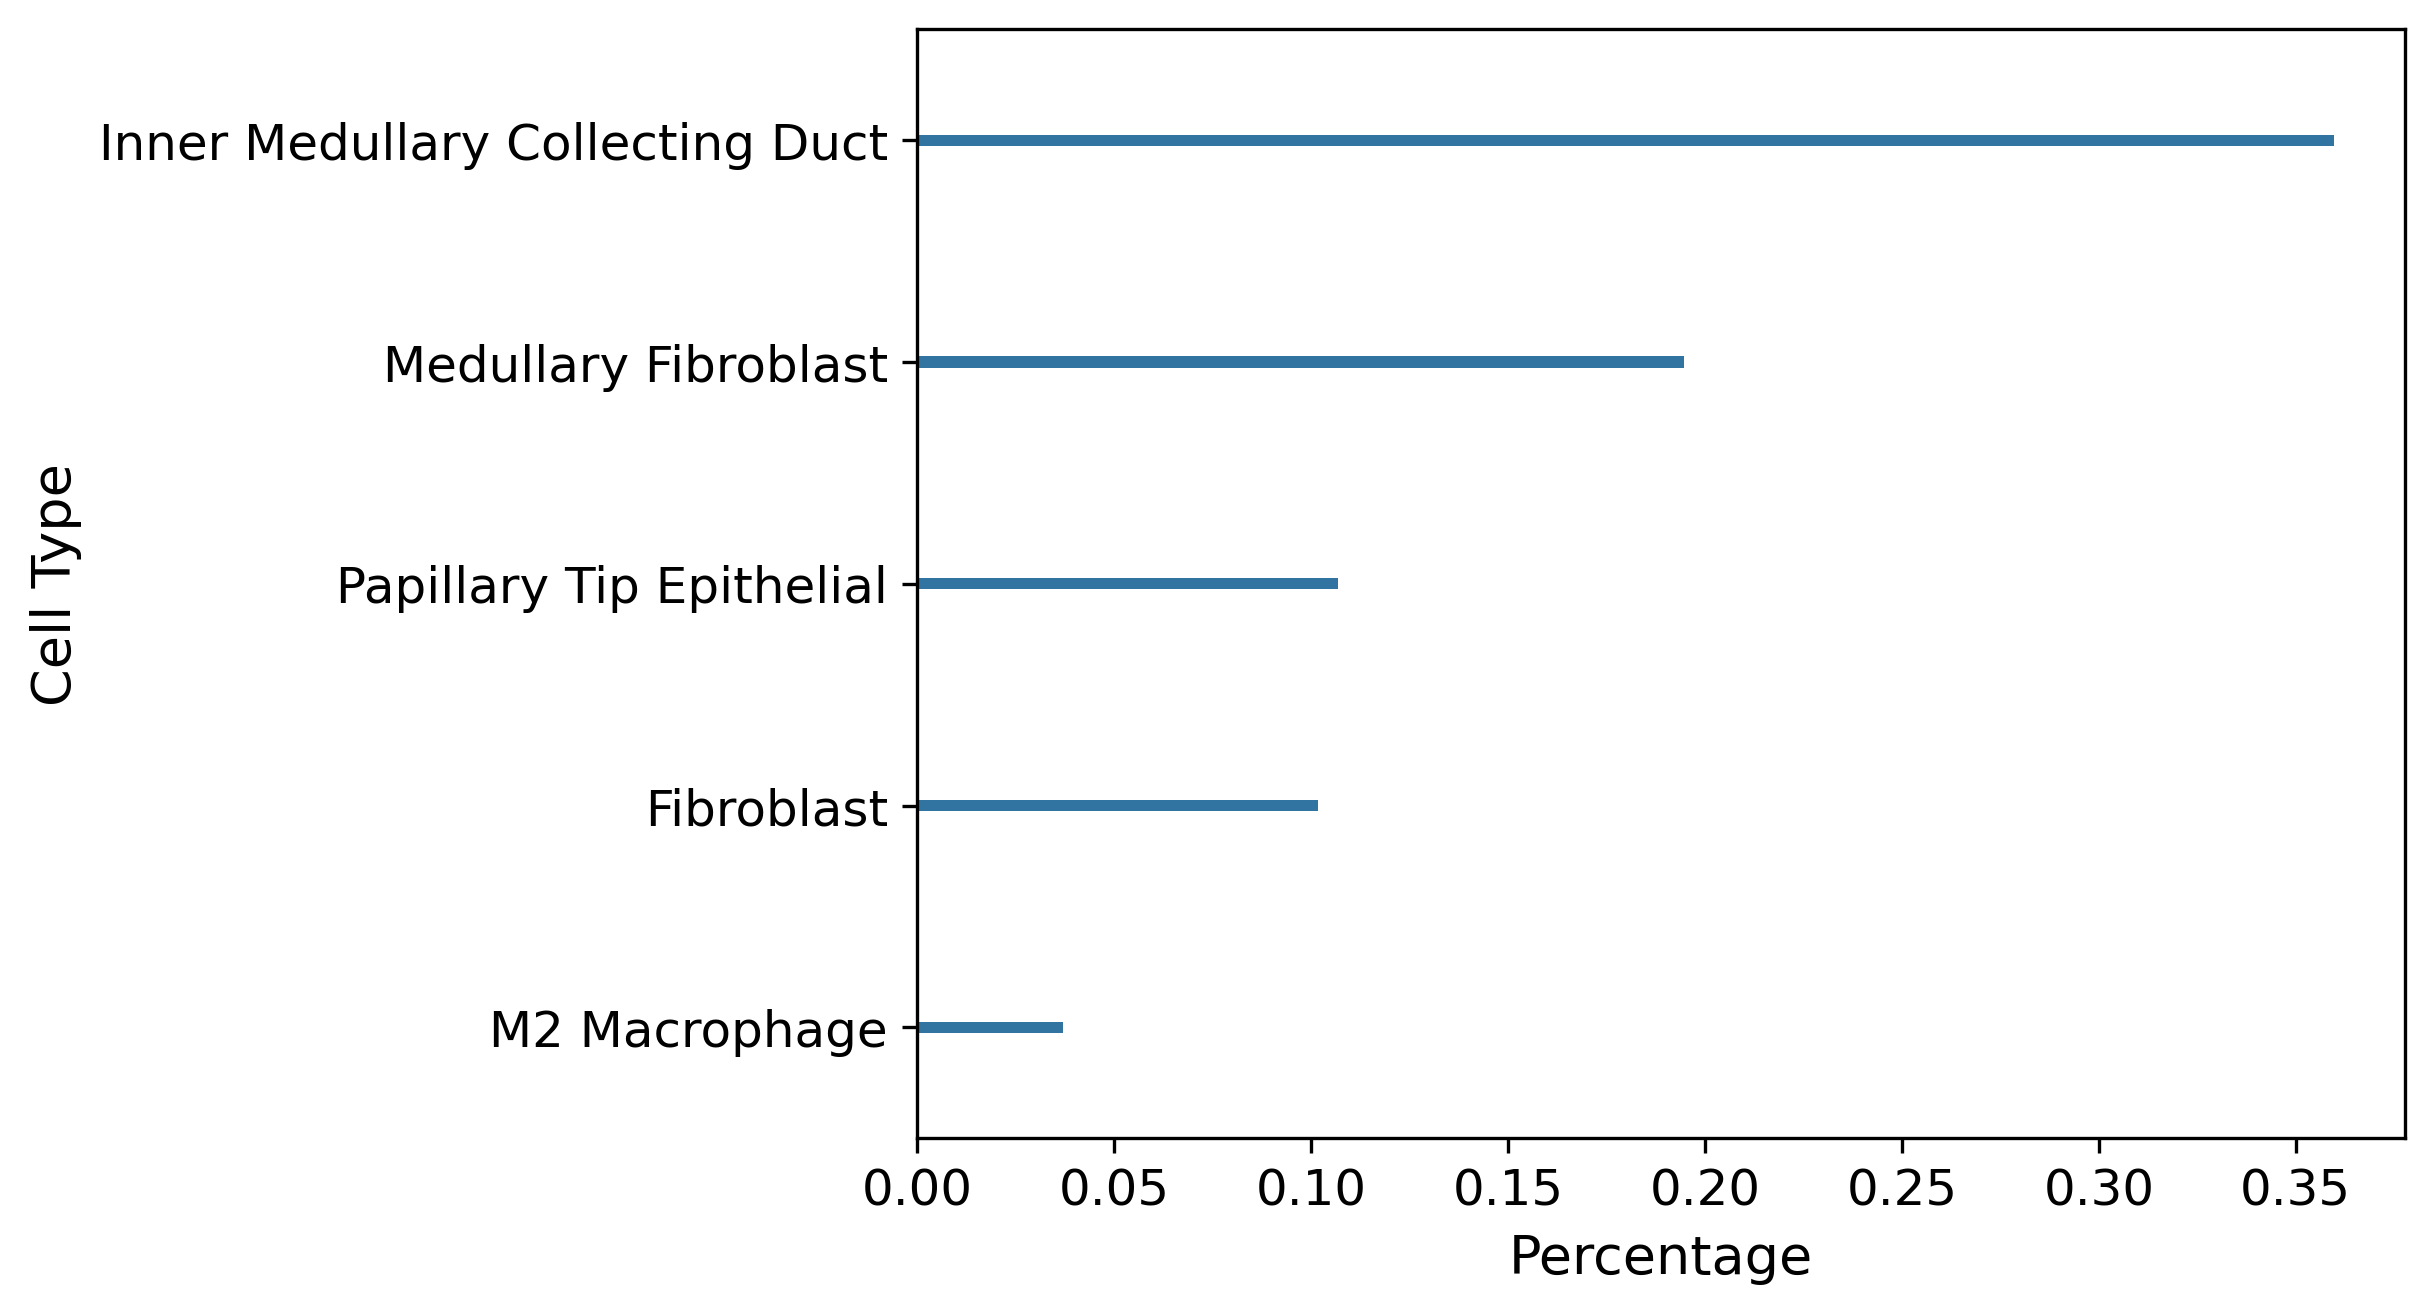 Inner Medullary Collecting Duct
Medullary Fibroblast
Papillary Tip Epithelial
Fibroblast
M2 Macrophage
Cell Type
0.00 0.05 0.10 0.15 0.20 0.25 0.30 0.35
Percentage